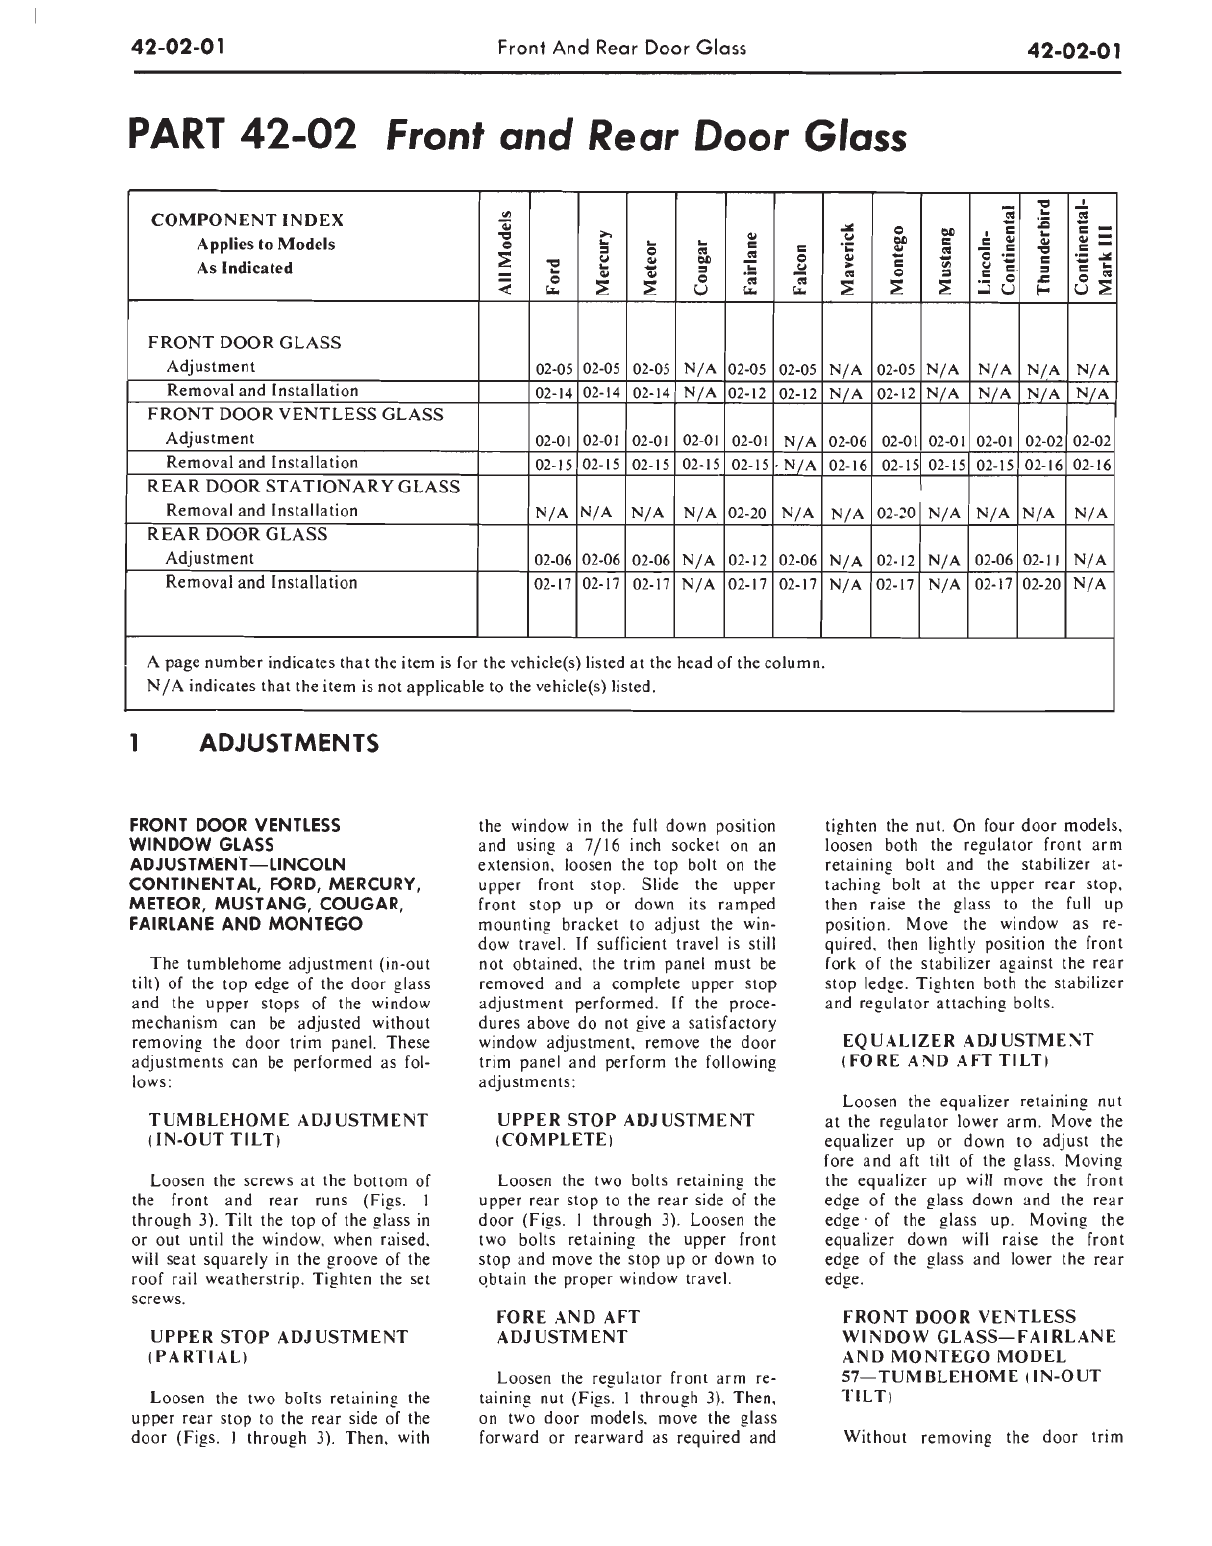 42-02-01 Front And Rear Door Glass 42-02-01
PART 42-02 Front and Rear Door Glass
COMPONENT INDEX
Applies to Models
As Indicated
All Models Ford Mercury Meteor Cougar Fairlane Falcon Maverick Montego Mustang Lincoln-Continental Thunderbird Continental-Mark III
FRONT DOOR GLASS
Adjustment 02-05 02-05 02-05 N/A 02-05 02-05 N/A 02-05 N/A N/A N/A N/A
Removal and Installation 02-14 02-14 02-14 N/A 02-12 02-12 N/A 02-12 N/A N/A N/A N/A
FRONT DOOR VENTLESS GLASS
Adjustment 02-01 02-01 02-01 02-01 02-01 N/A 02-06 02-01 02-01 02-01 02-02 02-02
Removal and Installation 02-15 02-15 02-15 02-15 02-15 N/A 02-16 02-15 02-15 02-15 02-16 02-16
REAR DOOR STATIONARY GLASS
Removal and Installation N/A N/A N/A N/A 02-20 N/A N/A 02-20 N/A N/A N/A N/A
REAR DOOR GLASS
Adjustment 02-06 02-06 02-06 N/A 02-12 02-06 N/A 02-12 N/A 02-06 02-11 N/A
Removal and Installation 02-17 02-17 02-17 N/A 02-17 02-17 N/A 02-17 N/A 02-17 02-20 N/A
A page number indicates that the item is for the vehicle(s) listed at the head of the column.
N/A indicates that the item is not applicable to the vehicle(s) listed.
1 ADJUSTMENTS
FRONT DOOR VENTLESS
WINDOW GLASS
ADJUSTMENT—LINCOLN
CONTINENTAL, FORD, MERCURY,
METEOR, MUSTANG, COUGAR,
FAIRLANE AND MONTEGO
The tumblehome adjustment (in-out
tilt) of the top edge of the door glass
and the upper stops of the window
mechanism can be adjusted without
removing the door trim panel. These
adjustments can be performed as fol-
lows:
TUMBLEHOME ADJUSTMENT
(IN-OUT TILT)
Loosen the screws at the bottom of
the front and rear runs (Figs. 1
through 3). Tilt the top of the glass in
or out until the window, when raised,
will seat squarely in the groove of the
roof rail weatherstrip. Tighten the set
screws.
UPPER STOP ADJUSTMENT
(PARTIAL)
Loosen the two bolts retaining the
upper rear stop to the rear side of the
door (Figs. 1 through 3). Then, with
the window in the full down position
and using a 7/16 inch socket on an
extension, loosen the top bolt on the
upper front stop. Slide the upper
front stop up or down its ramped
mounting bracket to adjust the win-
dow travel. If sufficient travel is still
not obtained, the trim panel must be
removed and a complete upper stop
adjustment performed. If the proce-
dures above do not give a satisfactory
window adjustment, remove the door
trim panel and perform the following
adjustments:
UPPER STOP ADJUSTMENT
(COMPLETE)
Loosen the two bolts retaining the
upper rear stop to the rear side of the
door (Figs. 1 through 3). Loosen the
two bolts retaining the upper front
stop and move the stop up or down to
obtain the proper window travel.
FORE AND AFT
ADJUSTMENT
Loosen the regulator front arm re-
taining nut (Figs. 1 through 3). Then,
on two door models, move the glass
forward or rearward as required and
tighten the nut. On four door models,
loosen both the regulator front arm
retaining bolt and the stabilizer at-
taching bolt at the upper rear stop,
then raise the glass to the full up
position. Move the window as re-
quired, then lightly position the front
fork of the stabilizer against the rear
stop ledge. Tighten both the stabilizer
and regulator attaching bolts.
EQUALIZER ADJUSTMENT
(FORE AND AFT TILT)
Loosen the equalizer retaining nut
at the regulator lower arm. Move the
equalizer up or down to adjust the
fore and aft tilt of the glass. Moving
the equalizer up will move the front
edge of the glass down and the rear
edge of the glass up. Moving the
equalizer down will raise the front
edge of the glass and lower the rear
edge.
FRONT DOOR VENTLESS
WINDOW GLASS—FAIRLANE
AND MONTEGO MODEL
57—TUMBLEHOME (IN-OUT
TILT)
Without removing the door trim